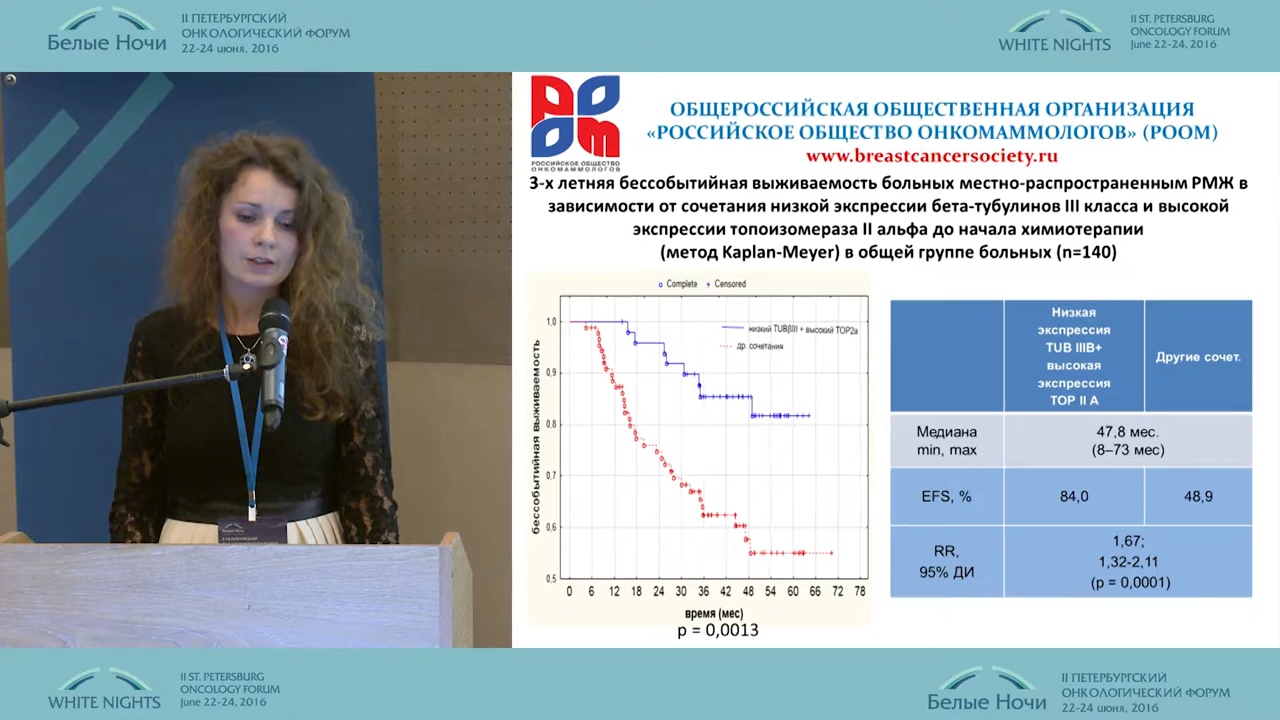 Белые Ночи
II ПЕТЕРБУРГСКИЙ
ОНКОЛОГИЧЕСКИЙ ФОРУМ
22-24 июня, 2016
WHITE NIGHTS
II ST. PETERSBURG
ONCOLOGY FORUM
June 22-24, 2016
РООМ
РОССИЙСКОЕ ОБЩЕСТВО
ОНКОМАММОЛОГОВ
ОБЩЕРОССИЙСКАЯ ОБЩЕСТВЕННАЯ ОРГАНИЗАЦИЯ
«РОССИЙСКОЕ ОБЩЕСТВО ОНКОМАММОЛОГОВ» (РООМ)
www.breastcancersociety.ru
3-х летняя бессобытийная выживаемость больных местно-распространенным РМЖ в
зависимости от сочетания низкой экспрессии бета-тубулинов III класса и высокой
экспрессии топоизомераза II альфа до начала химиотерапии
(метод Kaplan-Meyer) в общей группе больных (n=140)
Complete + Censored
низкий TUBβIII + высокий TOP2a
др. сочетания
бессобытийная выживаемость
1,0
0,9
0,8
0,7
0,6
0,5
0 6 12 18 24 30 36 42 48 54 60 66 72 78
время (мес)
p = 0,0013
Низкая
экспрессия
TUB IIIB+
высокая
экспрессия
TOP II A
Другие сочет.
Медиана
min, max
47,8 мес.
(8–73 мес)
EFS, %
84,0
48,9
RR,
95% ДИ
1,67;
1,32-2,11
(p = 0,0001)
WHITE NIGHTS
II ST. PETERSBURG
ONCOLOGY FORUM
June 22-24, 2016
Белые Ночи
II ПЕТЕРБУРГСКИЙ
ОНКОЛОГИЧЕСКИЙ ФОРУМ
22-24 июня, 2016